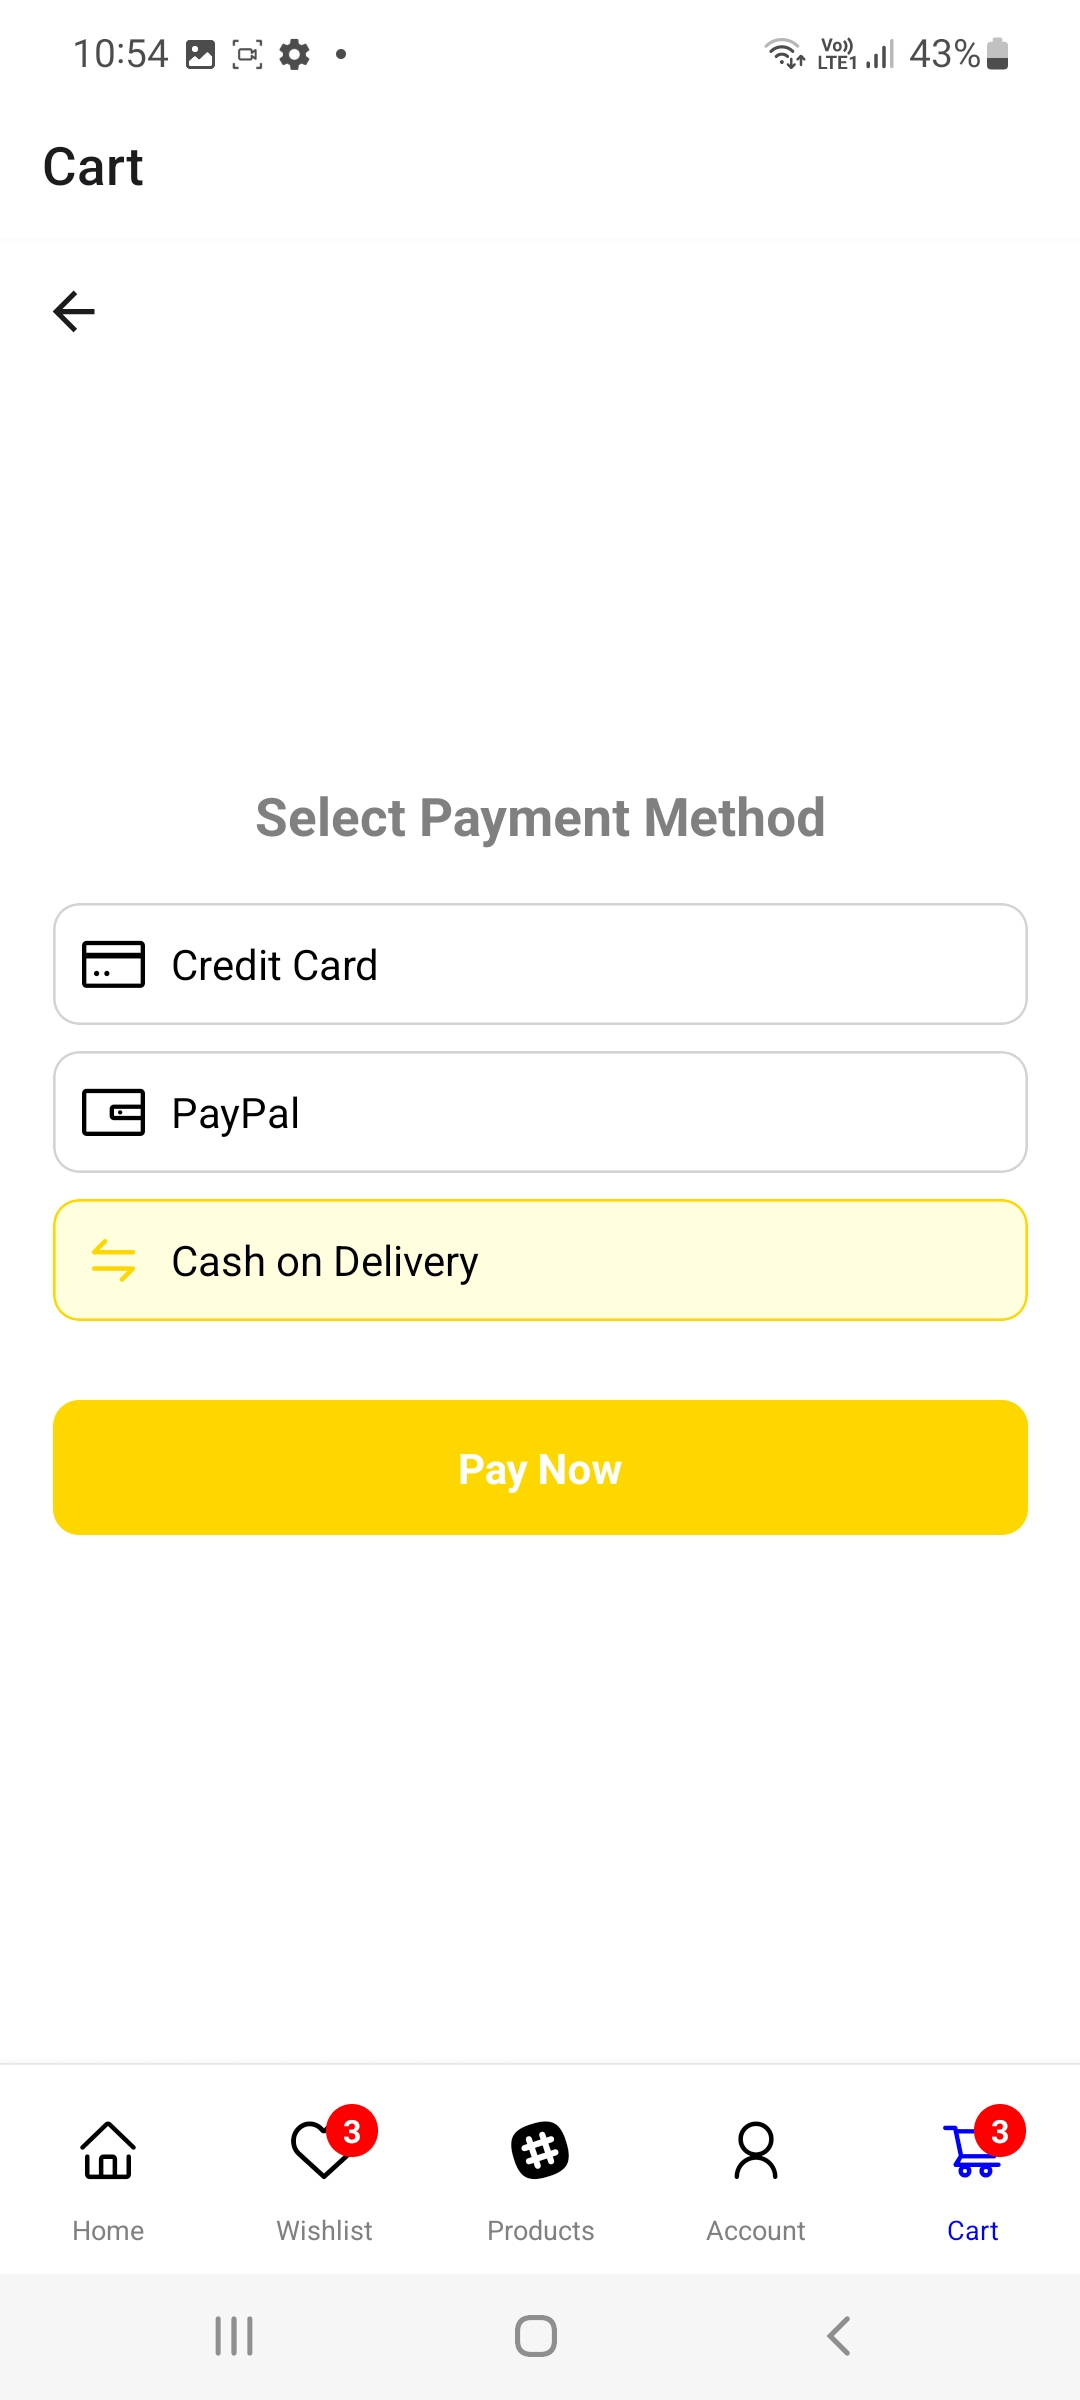 10:54
Vo)) LTE1 43%
Cart
Select Payment Method
Credit Card
PayPal
Cash on Delivery
Pay Now
3
3
Home
Wishlist
Products
Account
Cart